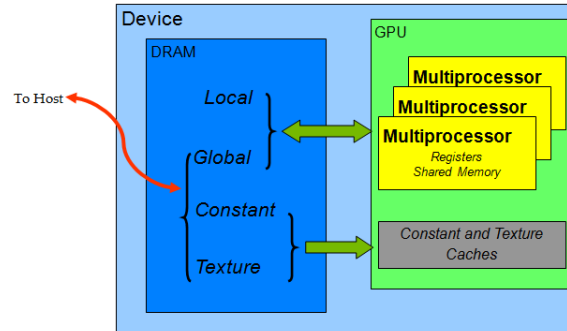 Device
DRAM
GPU
To Host
Local
Global
Constant
Texture
Multiprocessor
Multiprocessor
Multiprocessor
Registers
Shared Memory
Constant and Texture
Caches